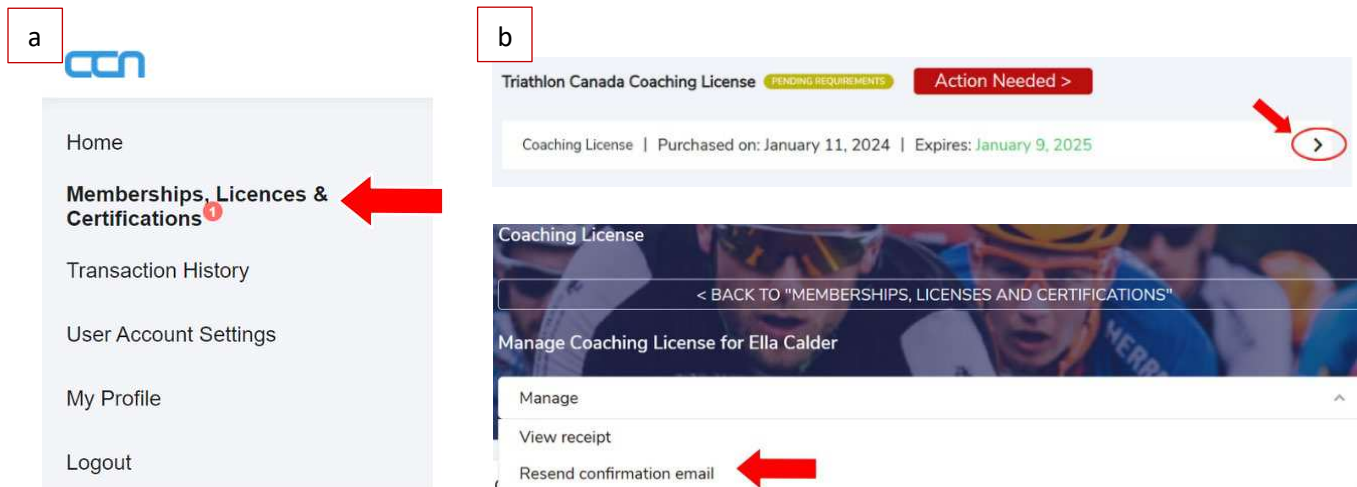 a
ccn
Home
Memberships, Licences &
Certifications 1
Transaction History
User Account Settings
My Profile
Logout
b
Triathlon Canada Coaching License PENDING REQUIREMENTS Action Needed >
Coaching License | Purchased on: January 11, 2024 | Expires: January 9, 2025 >
Coaching License
< BACK TO "MEMBERSHIPS, LICENSES AND CERTIFICATIONS"
Manage Coaching License for Ella Calder
Manage
View receipt
Resend confirmation email